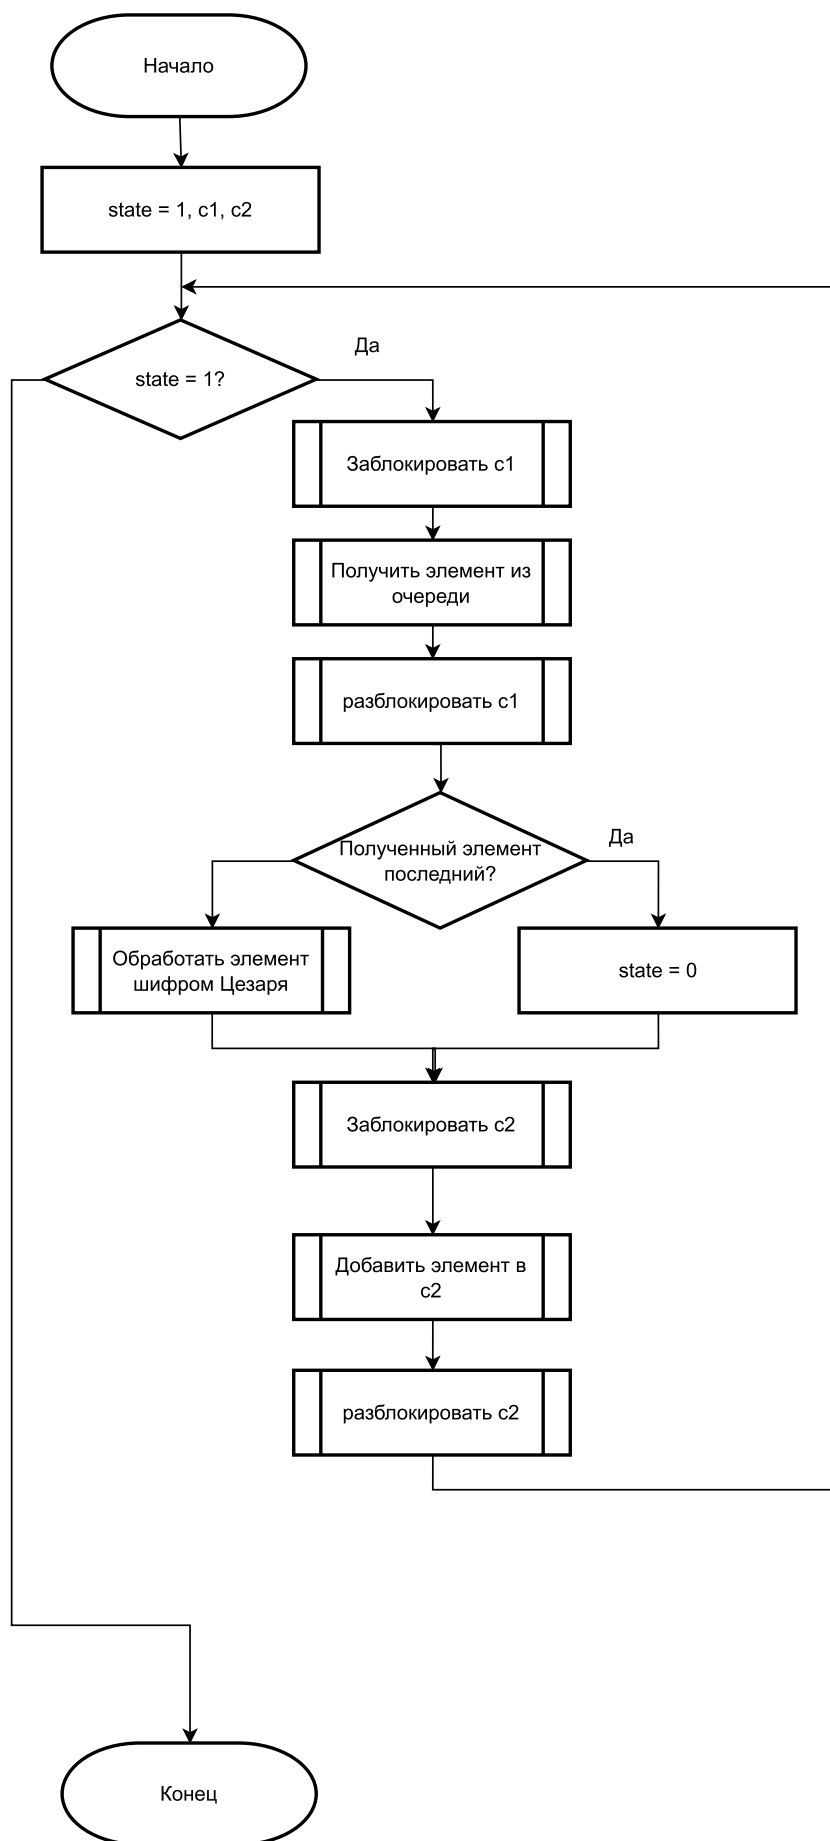 Начало
state = 1, c1, c2
Да
state = 1?
Заблокировать c1
Получить элемент из
очереди
разблокировать c1
Да
Полученный элемент
последний?
Обработать элемент
шифром Цезаря
state = 0
Заблокировать c2
Добавить элемент в
c2
разблокировать c2
Конец